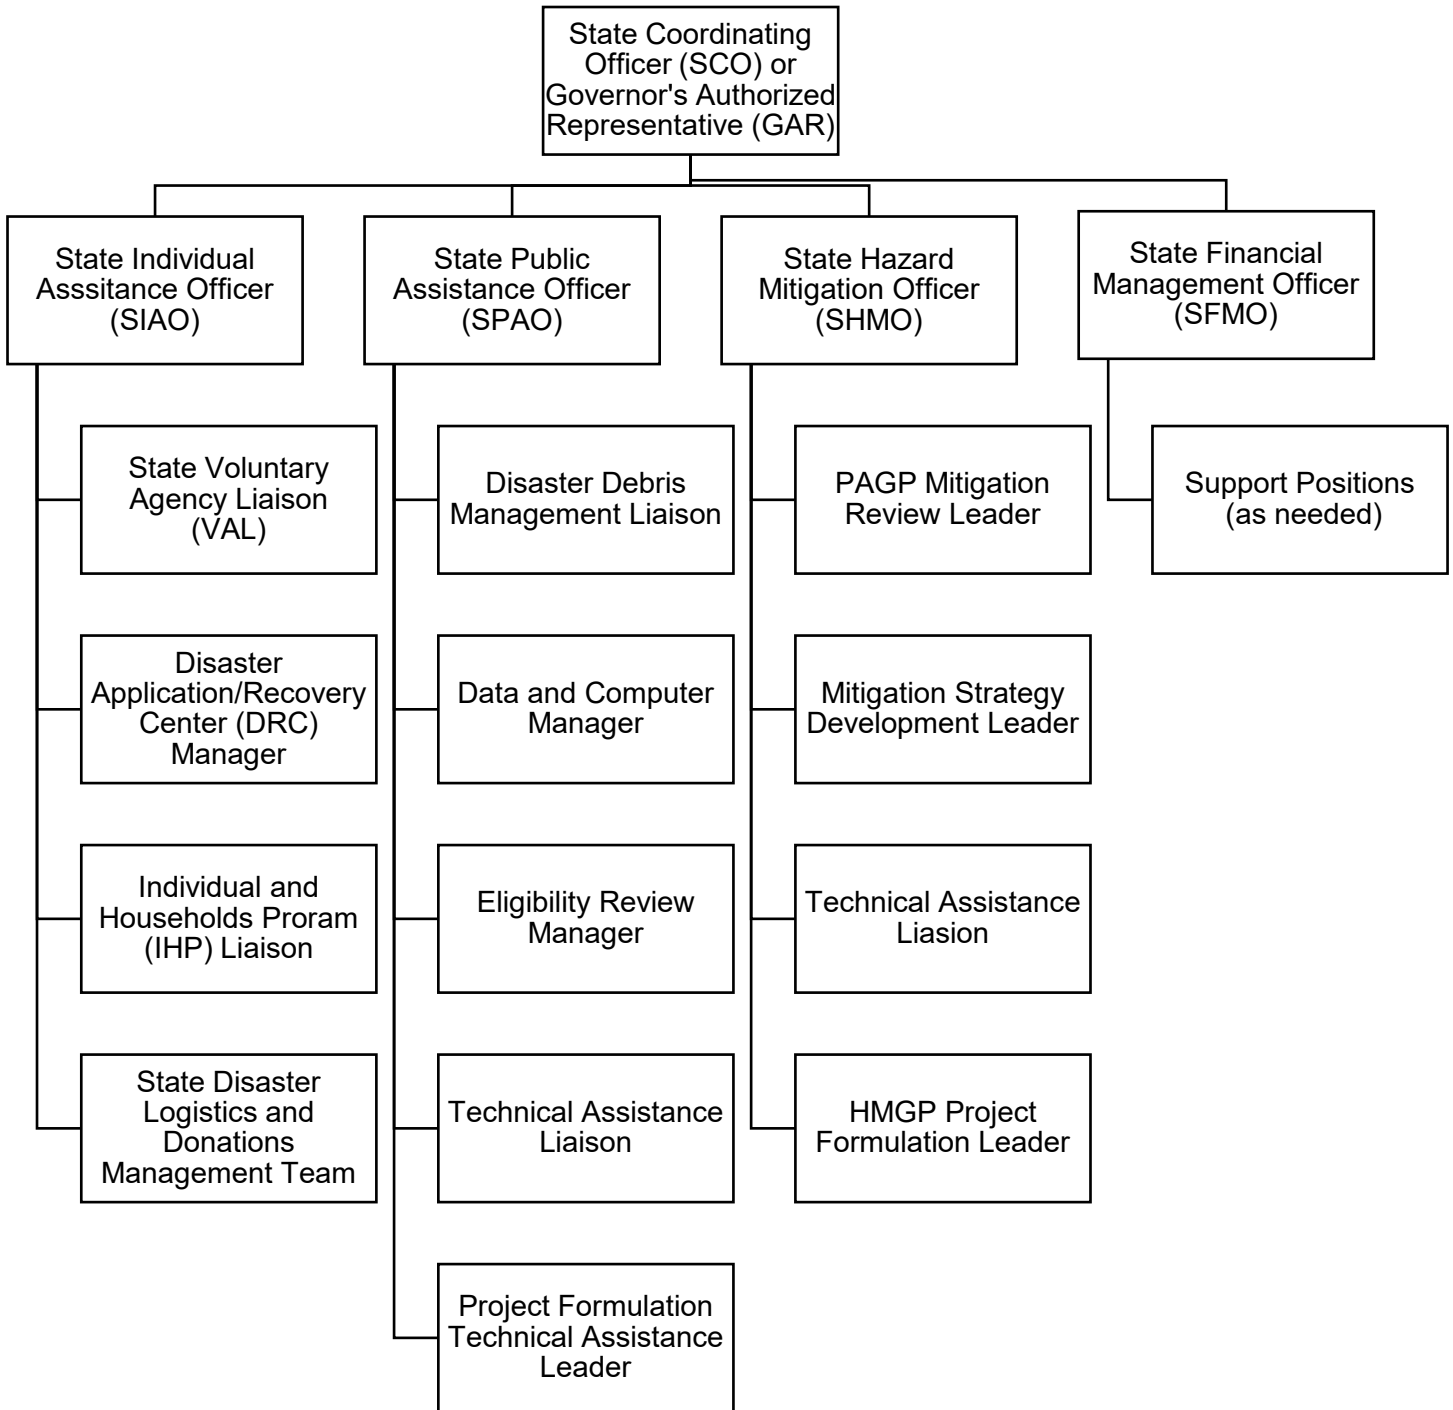 State Coordinating
Officer (SCO) or
Governor's Authorized
Representative (GAR)
State Individual
Asssitance Officer
(SIAO)
State Public
Assistance Officer
(SPAO)
State Hazard
Mitigation Officer
(SHMO)
State Financial
Management Officer
(SFMO)
State Voluntary
Agency Liaison
(VAL)
Disaster Debris
Management Liaison
PAGP Mitigation
Review Leader
Support Positions
(as needed)
Disaster
Application/Recovery
Center (DRC)
Manager
Data and Computer
Manager
Mitigation Strategy
Development Leader
Individual and
Households Proram
(IHP) Liaison
Eligibility Review
Manager
Technical Assistance
Liasion
State Disaster
Logistics and
Donations
Management Team
Technical Assistance
Liaison
HMGP Project
Formulation Leader
Project Formulation
Technical Assistance
Leader